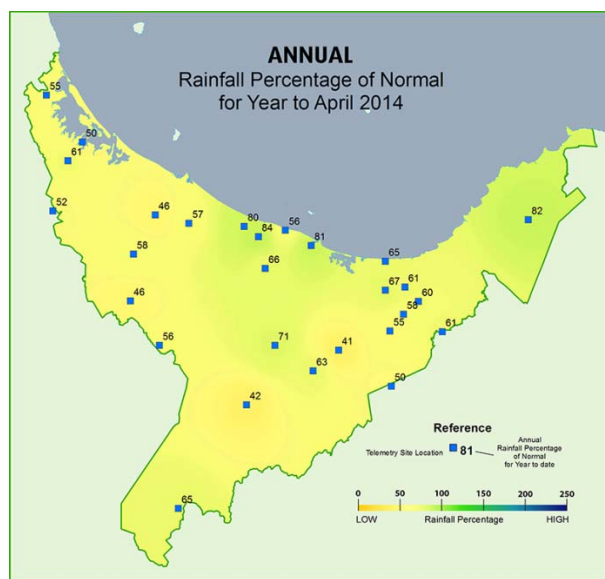 ANNUAL
Rainfall Percentage of Normal
for Year to April 2014
55
50
61
52
46
57
80
84
56
81
82
58
66
65
67
61
60
58
55
61
46
56
71
41
63
50
42
65
Reference
Telemetry Site Location
81
Annual
Rainfall Percentage
of Normal
for Year to date
0 50 100 150 200 250
LOW Rainfall Percentage HIGH